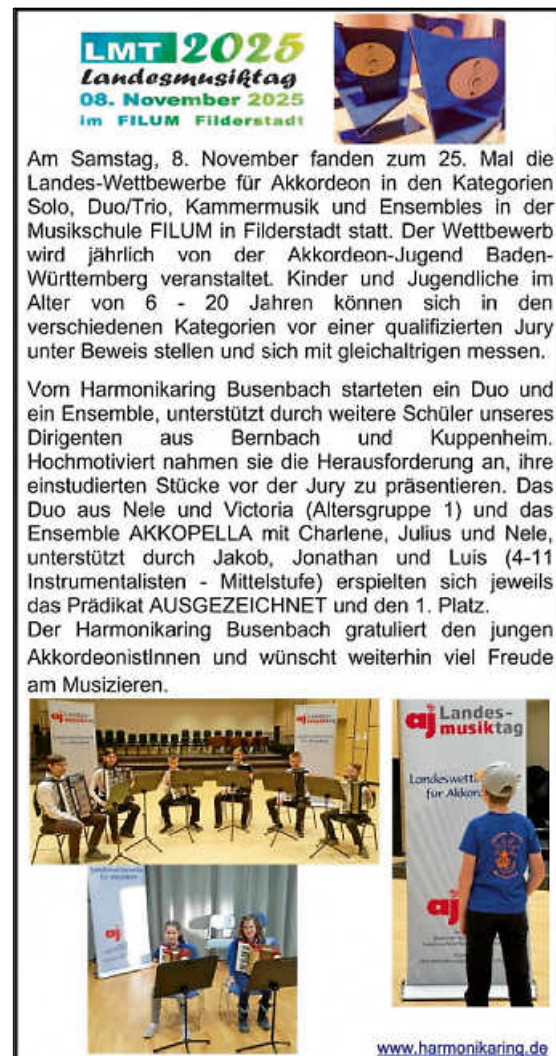 LMT 2025
Landesmusiktag
08. November 2025
im FILUM Filderstadt
Am Samstag, 8. November fanden zum 25. Mal die
Landes-Wettbewerbe für Akkordeon in den Kategorien
Solo, Duo/Trio, Kammermusik und Ensembles in der
Musikschule FILUM in Filderstadt statt. Der Wettbewerb
wird jährlich von der Akkordeon-Jugend Baden-
Württemberg veranstaltet. Kinder und Jugendliche im
Alter von 6 - 20 Jahren können sich in den
verschiedenen Kategorien vor einer qualifizierten Jury
unter Beweis stellen und sich mit gleichaltrigen messen.
Vom Harmonikaring Busenbach starteten ein Duo und
ein Ensemble, unterstützt durch weitere Schüler unseres
Dirigenten aus Bernbach und Kuppenheim.
Hochmotiviert nahmen sie die Herausforderung an, ihre
einstudierten Stücke vor der Jury zu präsentieren. Das
Duo aus Nele und Victoria (Altersgruppe 1) und das
Ensemble AKKOPELLA mit Charlene, Julius und Nele,
unterstützt durch Jakob, Jonathan und Luis (4-11
Instrumentalisten - Mittelstufe) erspielten sich jeweils
das Prädikat AUSGEZEICHNET und den 1. Platz.
Der Harmonikaring Busenbach gratuliert den jungen
AkkordeonistInnen und wünscht weiterhin viel Freude
am Musizieren.
aj Landes-
musiktag
aj
www.harmonikaring.de